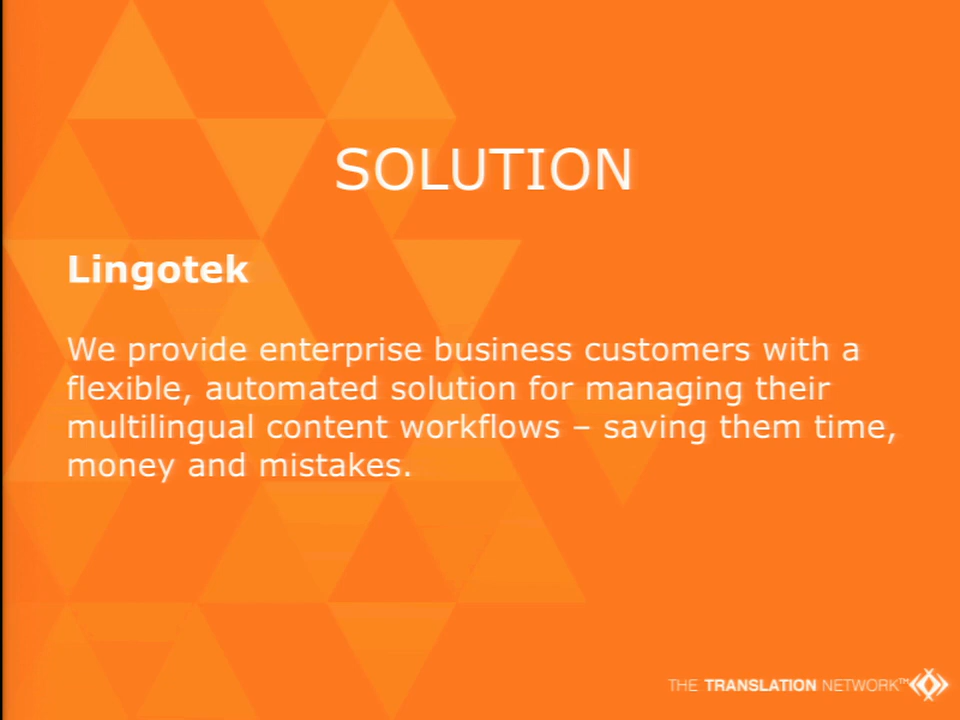 SOLUTION
Lingotek
We provide enterprise business customers with a
flexible, automated solution for managing their
multilingual content workflows – saving them time,
money and mistakes.
THE TRANSLATION NETWORK™